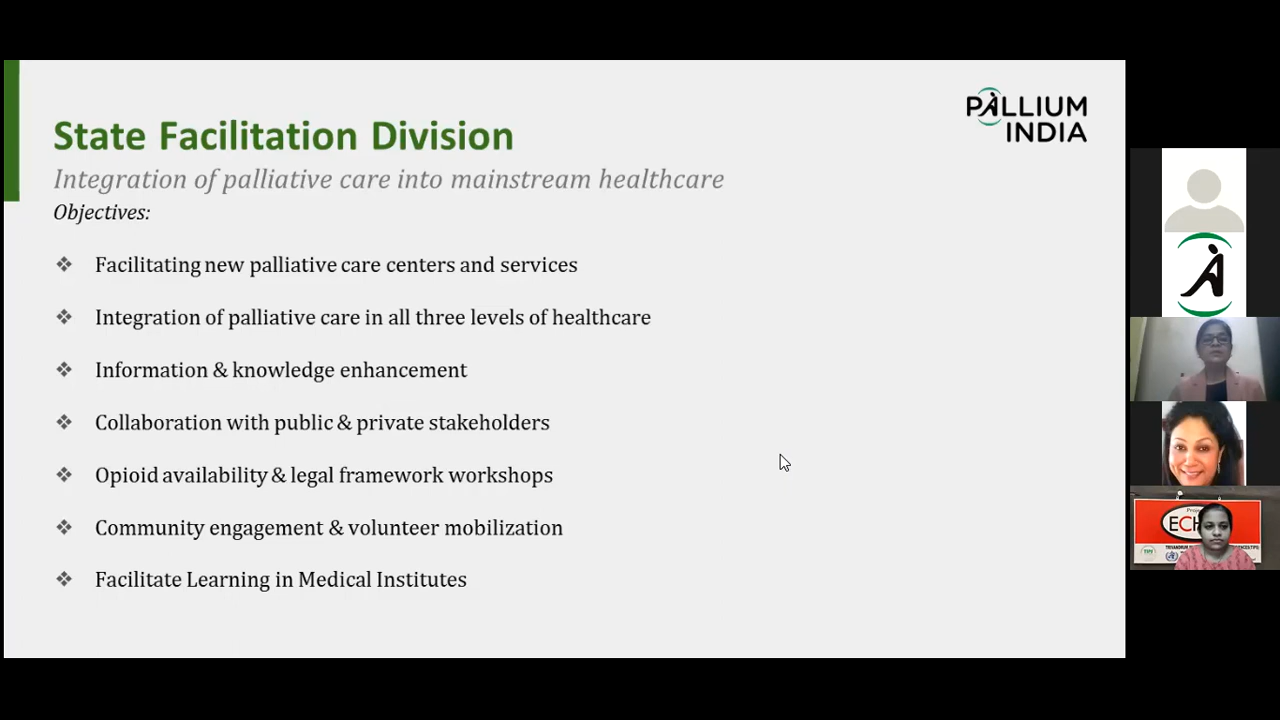 State Facilitation Division
Integration of palliative care into mainstream healthcare
Objectives:
❖ Facilitating new palliative care centers and services
❖ Integration of palliative care in all three levels of healthcare
❖ Information & knowledge enhancement
❖ Collaboration with public & private stakeholders
❖ Opioid availability & legal framework workshops
❖ Community engagement & volunteer mobilization
❖ Facilitate Learning in Medical Institutes
PALLIUM
INDIA